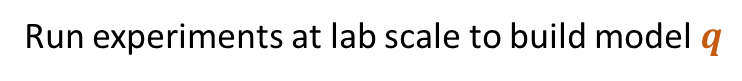 Run experiments at lab scale to build model q